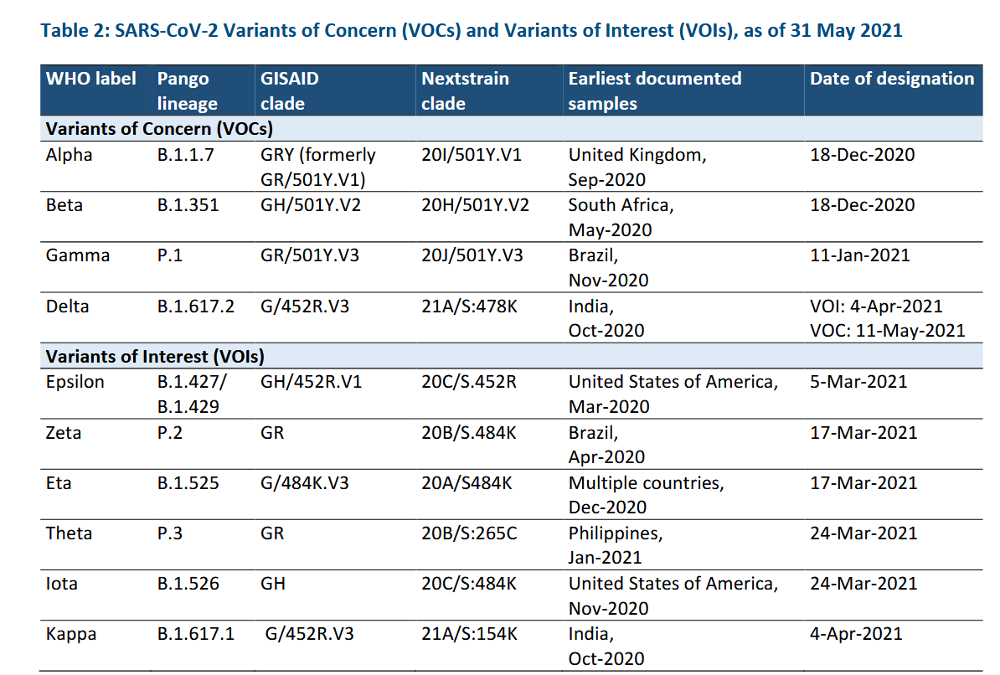 Table 2: SARS-CoV-2 Variants of Concern (VOCs) and Variants of Interest (VOIs), as of 31 May 2021
WHO label Pango lineage GISAID clade Nextstrain clade Earliest documented samples Date of designation
Variants of Concern (VOCs)
Alpha B.1.1.7 GRY (formerly GR/501Y.V1) 20I/501Y.V1 United Kingdom, Sep-2020 18-Dec-2020
Beta B.1.351 GH/501Y.V2 20H/501Y.V2 South Africa, May-2020 18-Dec-2020
Gamma P.1 GR/501Y.V3 20J/501Y.V3 Brazil, Nov-2020 11-Jan-2021
Delta B.1.617.2 G/452R.V3 21A/S:478K India, Oct-2020 VOI: 4-Apr-2021 VOC: 11-May-2021
Variants of Interest (VOIs)
Epsilon B.1.427/ B.1.429 GH/452R.V1 20C/S.452R United States of America, Mar-2020 5-Mar-2021
Zeta P.2 GR 20B/S.484K Brazil, Apr-2020 17-Mar-2021
Eta B.1.525 G/484K.V3 20A/S484K Multiple countries, Dec-2020 17-Mar-2021
Theta P.3 GR 20B/S:265C Philippines, Jan-2021 24-Mar-2021
Iota B.1.526 GH 20C/S:484K United States of America, Nov-2020 24-Mar-2021
Kappa B.1.617.1 G/452R.V3 21A/S:154K India, Oct-2020 4-Apr-2021